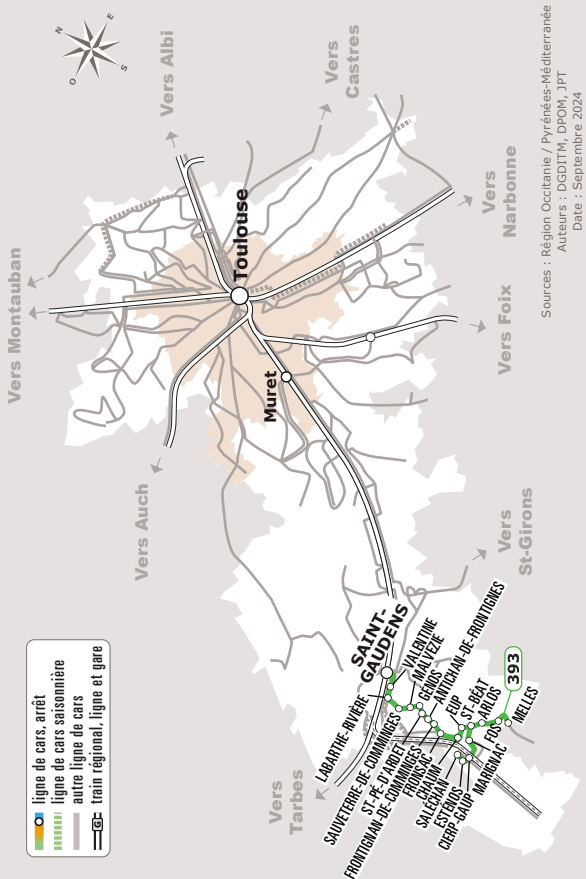 N
E
S
O
Vers Albi
Vers
Castres
Vers Montauban
Toulouse
Vers
Narbonne
Vers Foix
Muret
Vers Auch
Vers
St-Girons
Vers
Tarbes
SAINT-
GAUDENS
LABARTHE-RIVIÈRE
VALENTINE
MALVEZIE
SAUVETERRE-DE-COMMINGES
GÉNOS
ST-PÉ-D'ARDET
ANTICHAN-DE-FRONTIGNES
FRONTIGNAN-DE-COMMINGES
FRONSAC
CHAUM
EUP
ST-BÉAT
ARLOS
SALÉCHAN
ESTÉNOS
CIERP-GAUP
MARIGNAC
FOS
MELLES
393
ligne de cars, arrêt
ligne de cars saisonnière
autre ligne de cars
train régional, ligne et gare
Sources : Région Occitanie / Pyrénées-Méditerranée
Auteurs : DGDITM, DPOM, JPT
Date : Septembre 2024